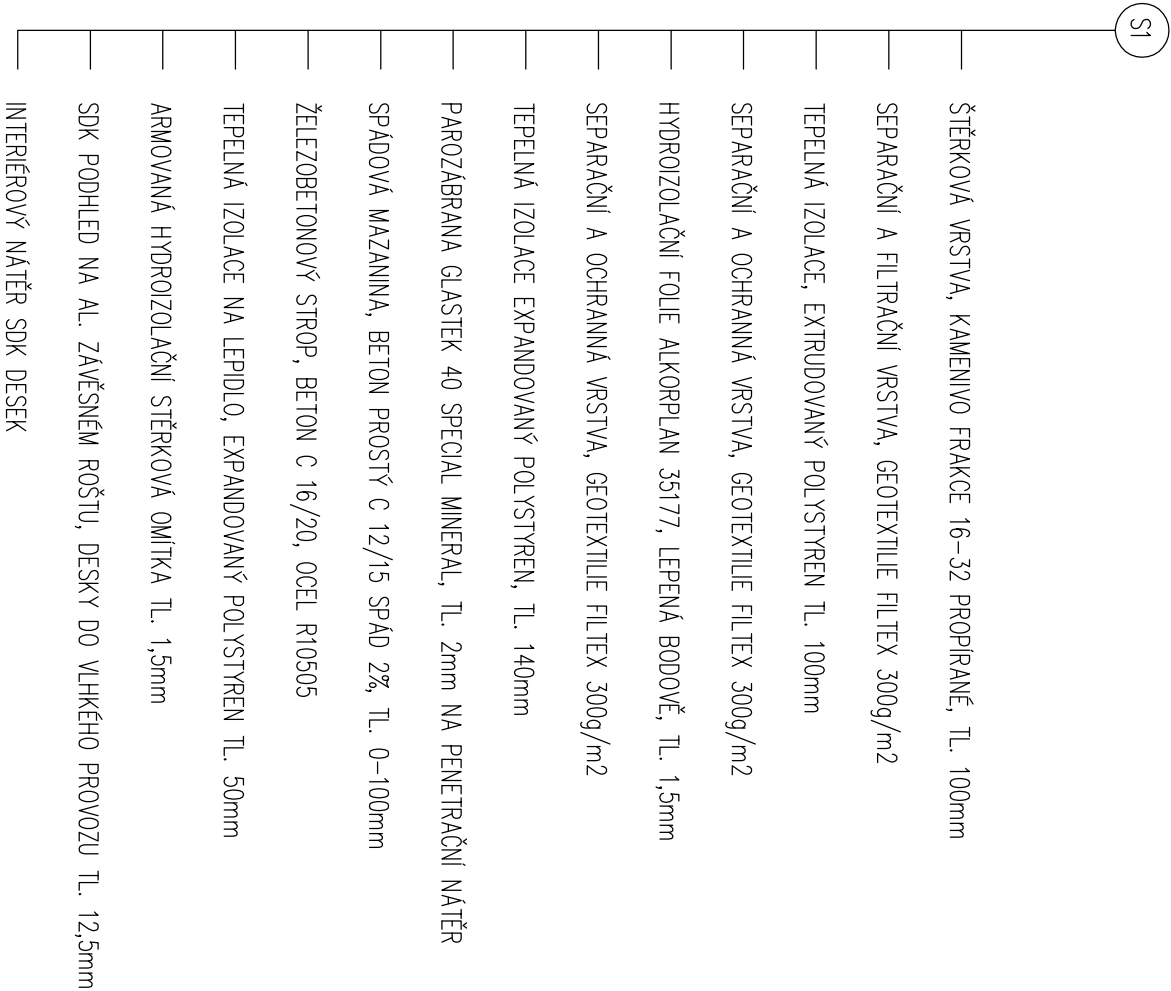 S1
ŠTĚRKOVÁ VRSTVA, KAMENIVO FRAKCE 16-32 PROPÍRANÉ, TL. 100mm
SEPARAČNÍ A FILTRAČNÍ VRSTVA, GEOTEXTILIE FILTEX 300g/m2
TEPELNÁ IZOLACE, EXTRUDOVANÝ POLYSTYREN TL. 100mm
SEPARAČNÍ A OCHRANNÁ VRSTVA, GEOTEXTILIE FILTEX 300g/m2
HYDROIZOLAČNÍ FOLIE ALKORPLAN 35177, LEPENÁ BODOVĚ, TL. 1,5mm
SEPARAČNÍ A OCHRANNÁ VRSTVA, GEOTEXTILIE FILTEX 300g/m2
TEPELNÁ IZOLACE EXPANDOVANÝ POLYSTYREN, TL. 140mm
PAROZÁBRANA GLASTEK 40 SPECIAL MINERAL, TL. 2mm NA PENETRAČNÍ NÁTĚR
SPÁDOVÁ MAZANINA, BETON PROSTÝ C 12/15 SPÁD 2%, TL. 0-100mm
ŽELEZOBETONOVÝ STROP, BETON C 16/20, OCEL R10505
TEPELNÁ IZOLACE NA LEPIDLO, EXPANDOVANÝ POLYSTYREN TL. 50mm
ARMOVANÁ HYDROIZOLAČNÍ STĚRKOVÁ OMÍTKA TL. 1,5mm
SDK PODHLED NA AL. ZÁVĚSNÉM ROŠTU, DESKY DO VLHKÉHO PROVOZU TL. 12,5mm
INTERIÉROVÝ NÁTĚR SDK DESEK